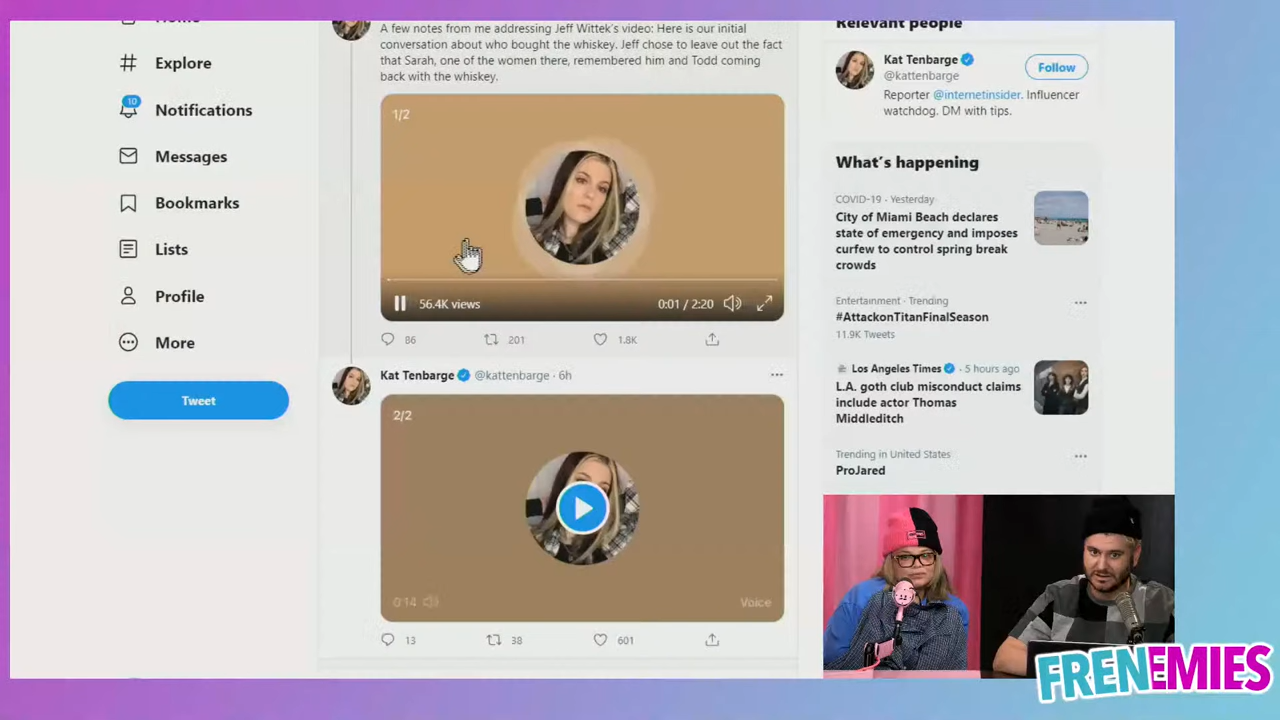 Explore
10
Notifications
Messages
Bookmarks
Lists
Profile
More
Tweet
A few notes from me addressing Jeff Wittek's video: Here is our initial
conversation about who bought the whiskey. Jeff chose to leave out the fact
that Sarah, one of the women there, remembered him and Todd coming
back with the whiskey.
1/2
56.4K views
0:01 / 2:20
86
201
1.8K
Kat Tenbarge @kattenbarge · 6h
2/2
0:14
Voice
13
38
601
Relevant people
Kat Tenbarge
@kattenbarge
Follow
Reporter @internetinsider. Influencer
watchdog. DM with tips.
What's happening
COVID-19 · Yesterday
City of Miami Beach declares
state of emergency and imposes
curfew to control spring break
crowds
Entertainment · Trending
#AttackonTitanFinalSeason
11.9K Tweets
Los Angeles Times · 5 hours ago
L.A. goth club misconduct claims
include actor Thomas
Middleditch
Trending in United States
ProJared
FRENEMIES